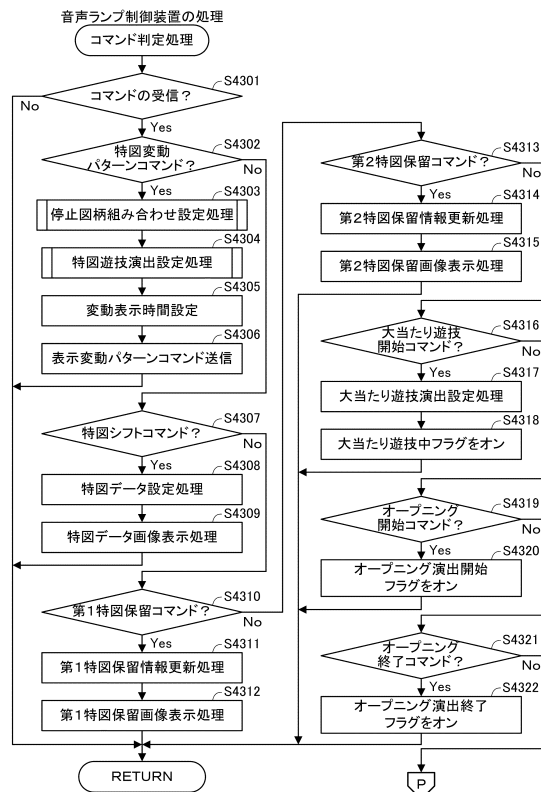 音声ランプ制御装置の処理
コマンド判定処理
S4301
コマンドの受信？
No
Yes
S4302
特図変動
パターンコマンド？
No
Yes
S4303
停止図柄組み合わせ設定処理
S4304
特図遊技演出設定処理
S4305
変動表示時間設定
S4306
表示変動パターンコマンド送信
S4307
特図シフトコマンド？
No
Yes
S4308
特図データ設定処理
S4309
特図データ画像表示処理
S4310
第1特図保留コマンド？
No
Yes
S4311
第1特図保留情報更新処理
S4312
第1特図保留画像表示処理
RETURN
S4313
第2特図保留コマンド？
No
Yes
S4314
第2特図保留情報更新処理
S4315
第2特図保留画像表示処理
S4316
大当たり遊技
開始コマンド？
No
Yes
S4317
大当たり遊技演出設定処理
S4318
大当たり遊技中フラグをオン
S4319
オープニング
開始コマンド？
No
Yes
S4320
オープニング演出開始
フラグをオン
S4321
オープニング
終了コマンド？
No
Yes
S4322
オープニング演出終了
フラグをオン
P